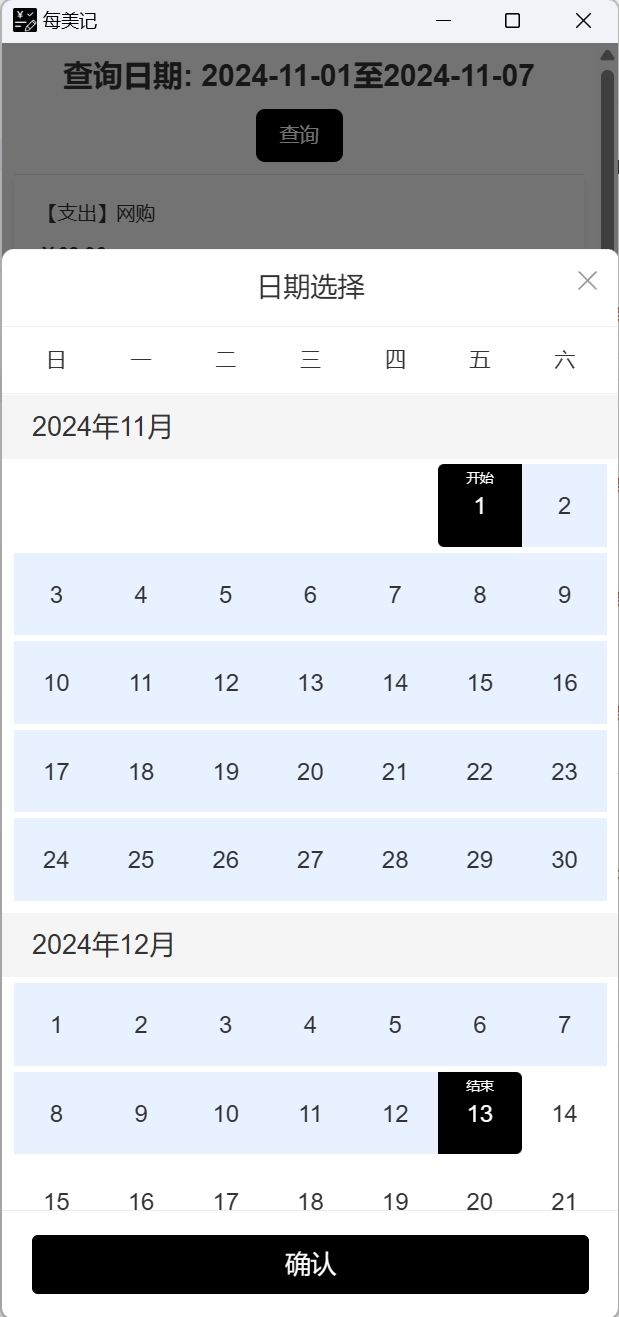 每美记
查询日期: 2024-11-01至2024-11-07
查询
【支出】网购
日期选择
日 一 二 三 四 五 六
2024年11月
开始
1 2
3 4 5 6 7 8 9
10 11 12 13 14 15 16
17 18 19 20 21 22 23
24 25 26 27 28 29 30
2024年12月
1 2 3 4 5 6 7
结束
8 9 10 11 12 13 14
15 16 17 18 19 20 21
确认